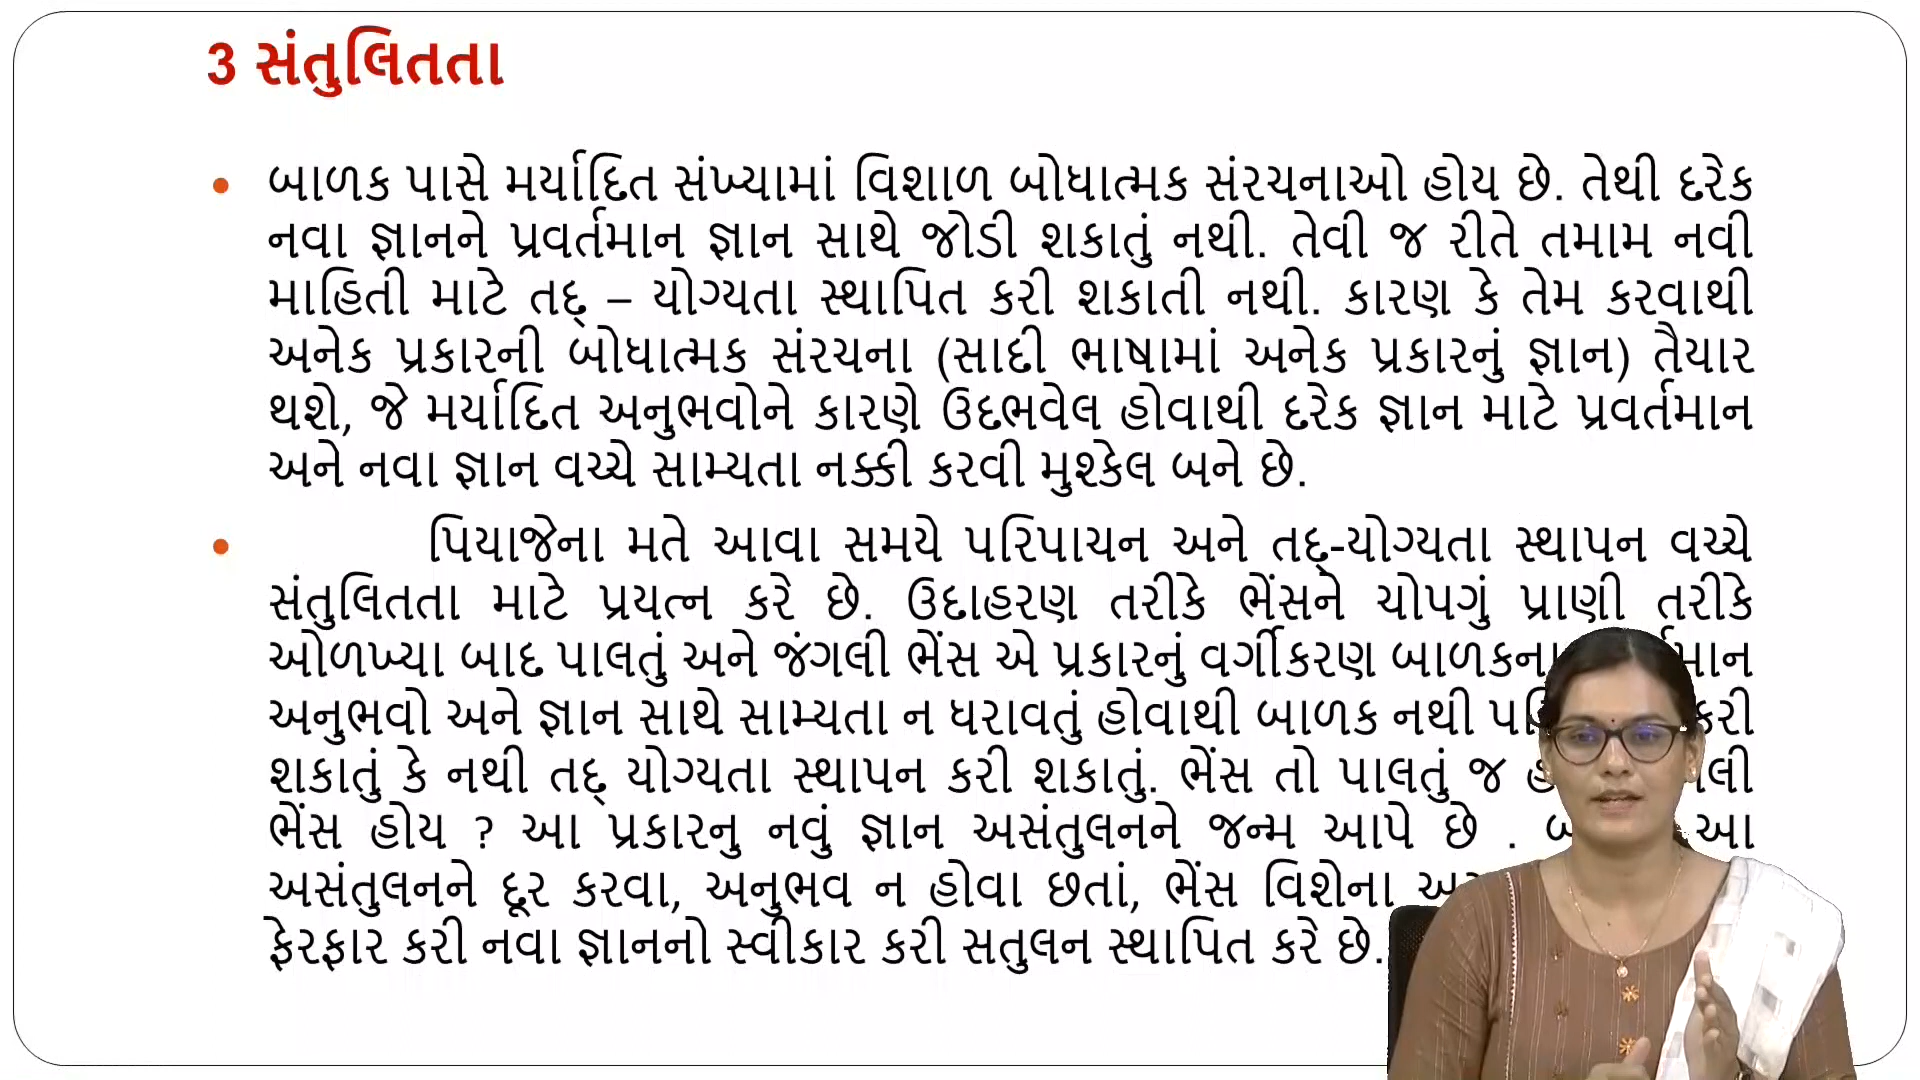 3 સંતુલિતતા
બાળક પાસે મર્યાદિત સંખ્યામાં વિશાળ બોધાત્મક સંરચનાઓ હોય છે. તેથી દરેક
નવા જ્ઞાનને પ્રવર્તમાન જ્ઞાન સાથે જોડી શકાતું નથી. તેવી જ રીતે તમામ નવી
માહિતી માટે તદ્ – યોગ્યતા સ્થાપિત કરી શકાતી નથી. કારણ કે તેમ કરવાથી
અનેક પ્રકારની બોધાત્મક સંરચના (સાદી ભાષામાં અનેક પ્રકારનું જ્ઞાન) તૈયાર
થશે, જે મર્યાદિત અનુભવોને કારણે ઉદભવેલ હોવાથી દરેક જ્ઞાન માટે પ્રવર્તમાન
અને નવા જ્ઞાન વચ્ચે સામ્યતા નક્કી કરવી મુશ્કેલ બને છે.
પિયાજેના મતે આવા સમયે પરિપાચન અને તદ્-યોગ્યતા સ્થાપન વચ્ચે
સંતુલિતતા માટે પ્રયત્ન કરે છે. ઉદાહરણ તરીકે ભેંસને ચોપગું પ્રાણી તરીકે
ઓળખ્યા બાદ પાલતું અને જંગલી ભેંસ એ પ્રકારનું વર્ગીકરણ બાળકના
અનુભવો અને જ્ઞાન સાથે સામ્યતા ન ધરાવતું હોવાથી બાળક નથી કરી
શકાતું કે નથી તદ્ યોગ્યતા સ્થાપન કરી શકાતું. ભેંસ તો પાલતું જ
ભેંસ હોય ? આ પ્રકારનુ નવું જ્ઞાન અસંતુલનને જન્મ આપે છે . આ
અસંતુલનને દૂર કરવા, અનુભવ ન હોવા છતાં, ભેંસ વિશેના
ફેરફાર કરી નવા જ્ઞાનનો સ્વીકાર કરી સતુલન સ્થાપિત કરે છે.